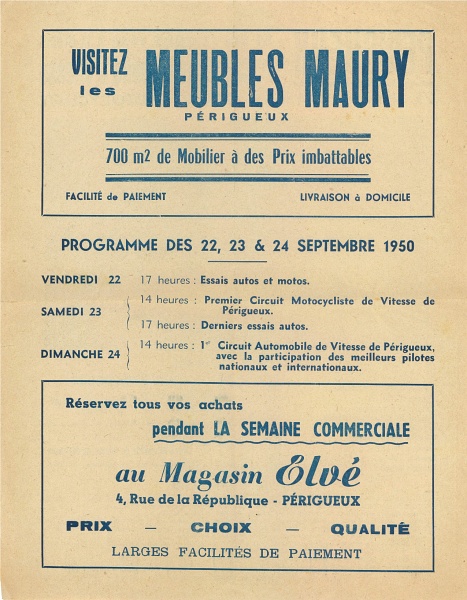 VISITEZ les MEUBLES MAURY
PÉRIGUEUX
700 m2 de Mobilier à des Prix imbattables
FACILITÉ de PAIEMENT LIVRAISON à DOMICILE
PROGRAMME DES 22, 23 & 24 SEPTEMBRE 1950
VENDREDI 22 17 heures : Essais autos et motos.
SAMEDI 23 14 heures : Premier Circuit Motocycliste de Vitesse de
Périgueux.
17 heures : Derniers essais autos.
DIMANCHE 24 14 heures : 1er Circuit Automobile de Vitesse de Périgueux,
avec la participation des meilleurs pilotes
nationaux et internationaux.
Réservez tous vos achats
pendant LA SEMAINE COMMERCIALE
au Magasin Elvé
4, Rue de la République - PÉRIGUEUX
PRIX — CHOIX — QUALITÉ
LARGES FACILITÉS DE PAIEMENT